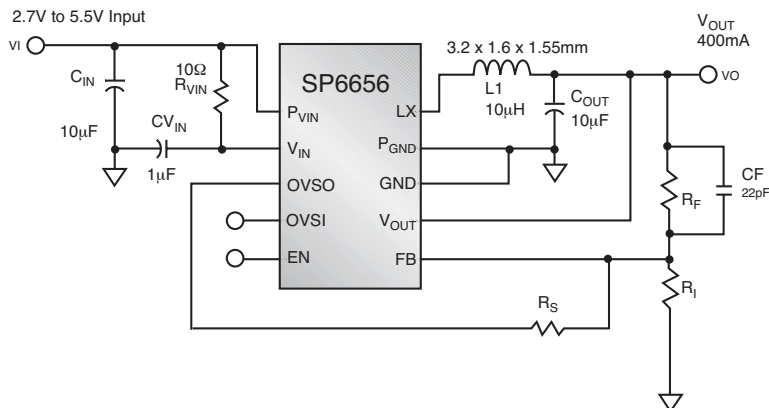 2.7V to 5.5V Input
VI
CIN
10µF
10Ω
RVIN
CVIN
1µF
SP6656
PVIN
VIN
OVSO
OVSI
EN
LX
PGND
GND
VOUT
FB
3.2 x 1.6 x 1.55mm
L1
10µH
COUT
10µF
VOUT
400mA
VO
RF
CF
22pF
RI
RS